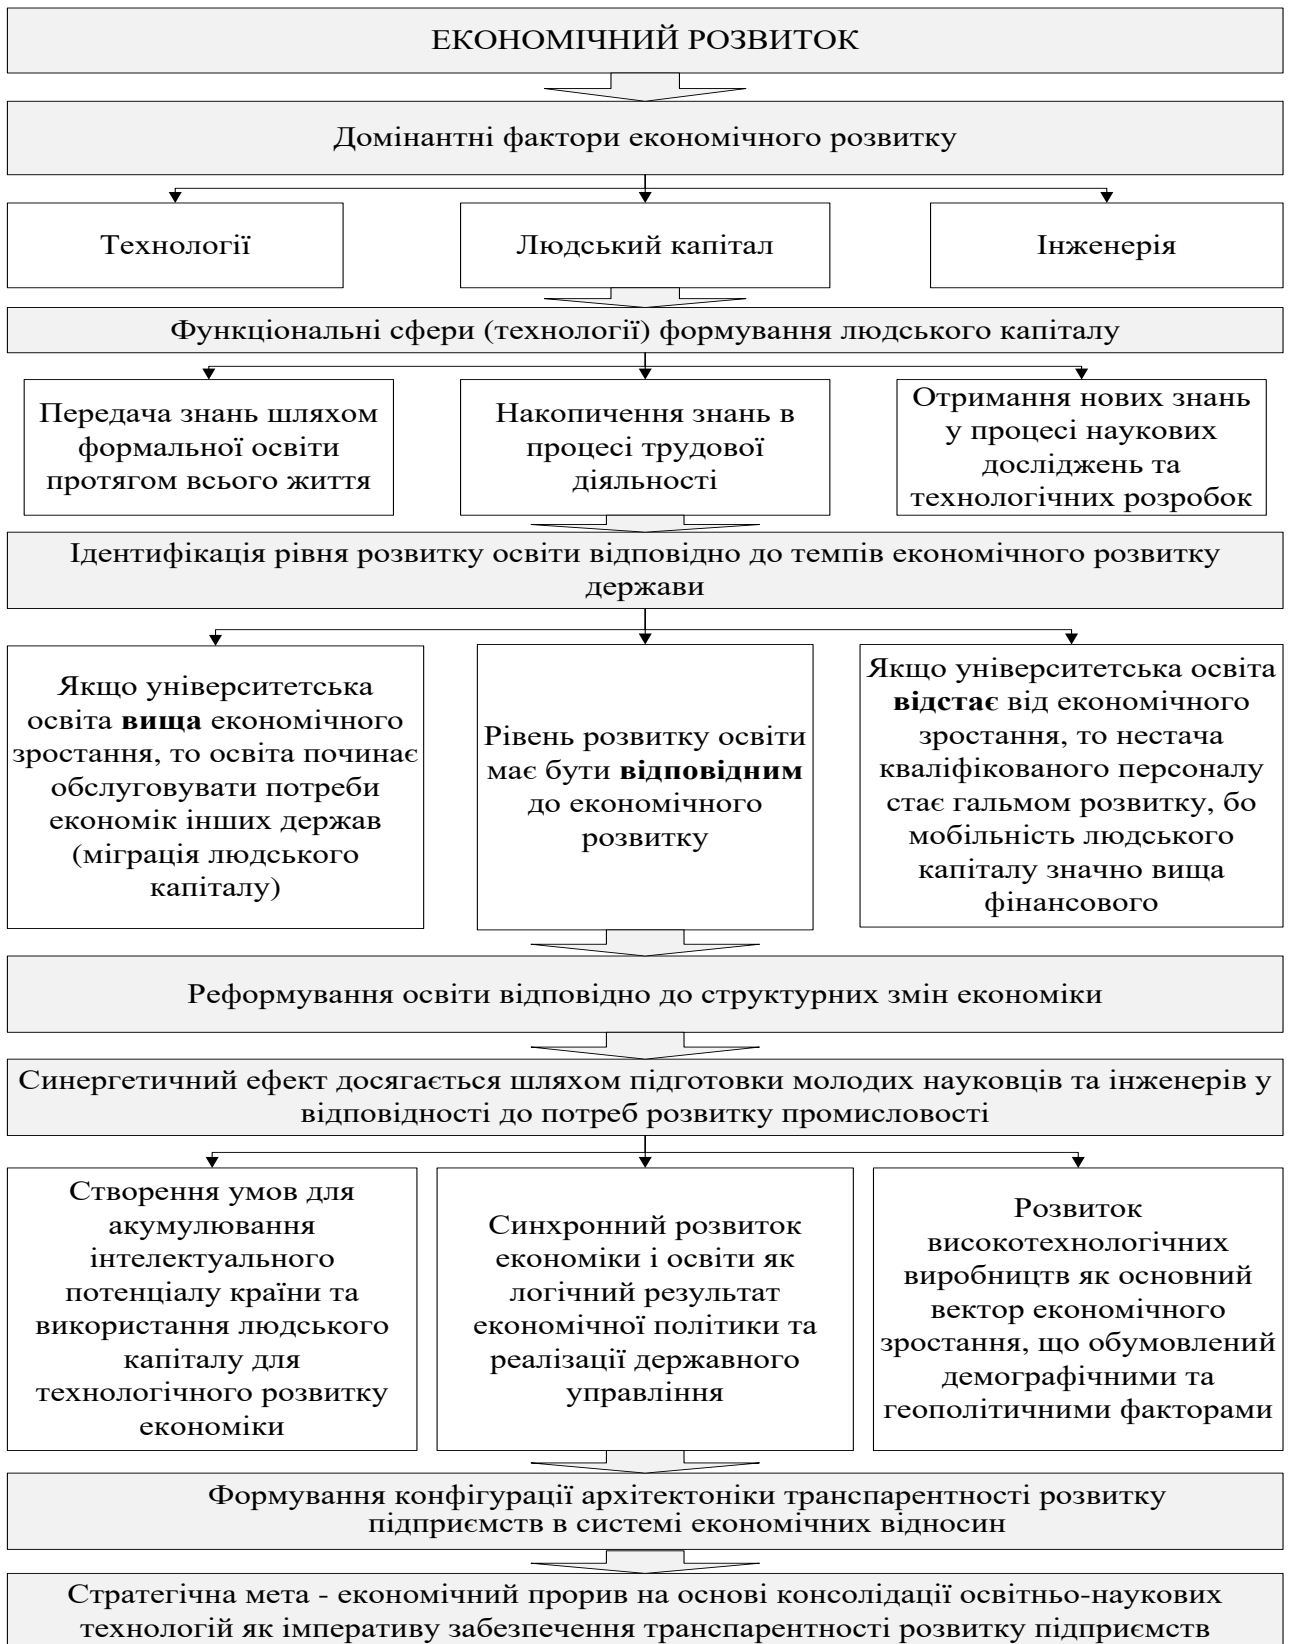 ЕКОНОМІЧНИЙ РОЗВИТОК
Домінантні фактори економічного розвитку
Технології
Людський капітал
Інженерія
Функціональні сфери (технології) формування людського капіталу
Передача знань шляхом
формальної освіти
протягом всього життя
Накопичення знань в
процесі трудової
діяльності
Отримання нових знань
у процесі наукових
досліджень та
технологічних розробок
Ідентифікація рівня розвитку освіти відповідно до темпів економічного розвитку
держави
Якщо університетська
освіта вища економічного
зростання, то освіта починає
обслуговувати потреби
економік інших держав
(міграція людського
капіталу)
Рівень розвитку освіти
має бути відповідним
до економічного
розвитку
Якщо університетська освіта
відстає від економічного
зростання, то нестача
кваліфікованого персоналу
стає гальмом розвитку, бо
мобільність людського
капіталу значно вища
фінансового
Реформування освіти відповідно до структурних змін економіки
Синергетичний ефект досягається шляхом підготовки молодих науковців та інженерів у
відповідності до потреб розвитку промисловості
Створення умов для
акумулювання
інтелектуального
потенціалу країни та
використання людського
капіталу для
технологічного розвитку
економіки
Синхронний розвиток
економіки і освіти як
логічний результат
економічної політики та
реалізації державного
управління
Розвиток
високотехнологічних
виробництв як основний
вектор економічного
зростання, що обумовлений
демографічними та
геополітичними факторами
Формування конфігурації архітектоніки транспарентності розвитку
підприємств в системі економічних відносин
Стратегічна мета - економічний прорив на основі консолідації освітньо-наукових
технологій як імперативу забезпечення транспарентності розвитку підприємств